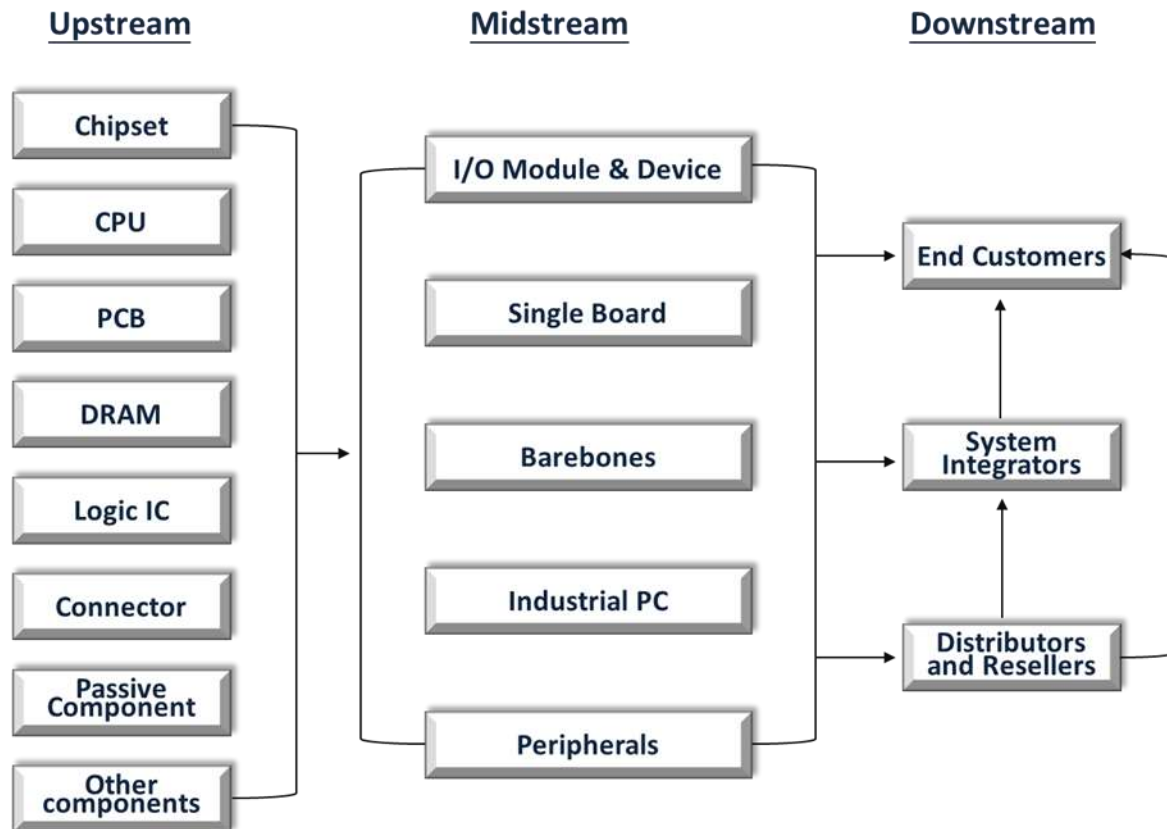 Upstream
Midstream
Downstream
Chipset
CPU
PCB
DRAM
Logic IC
Connector
Passive
Component
Other
components
I/O Module & Device
Single Board
Barebones
Industrial PC
Peripherals
End Customers
System
Integrators
Distributors
and Resellers